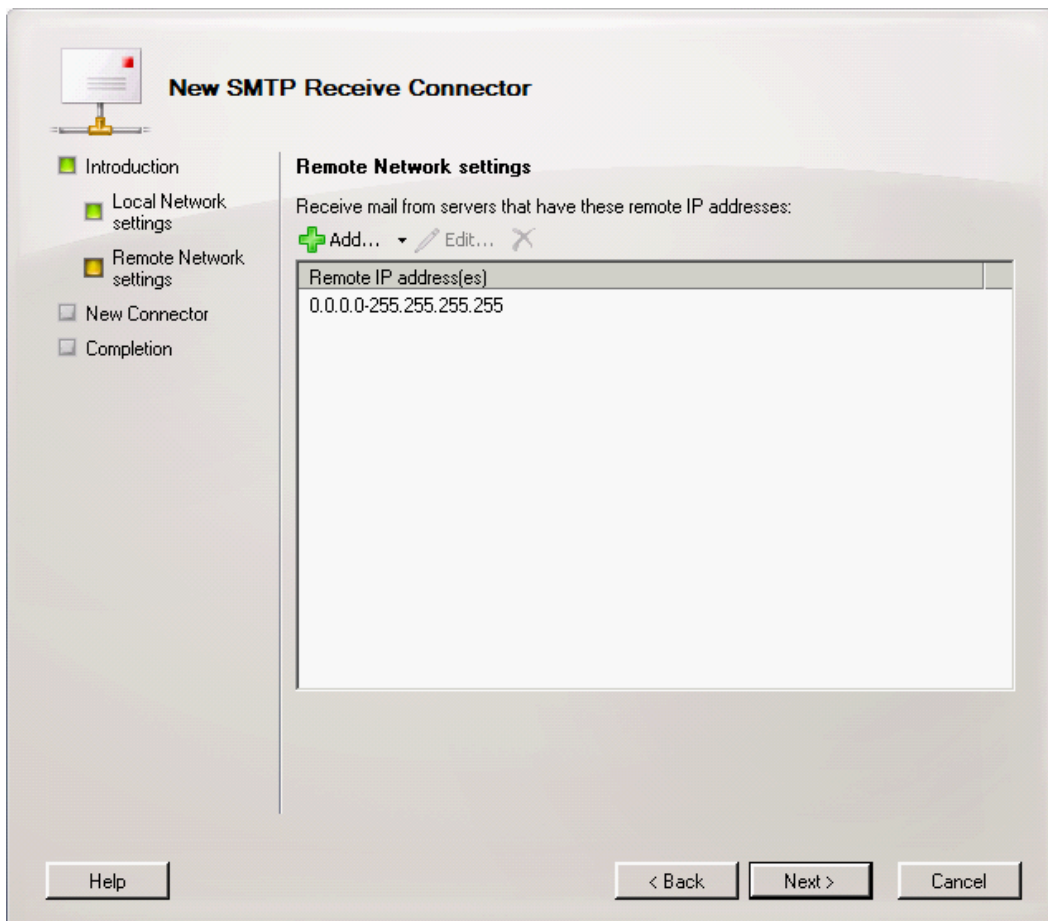 New SMTP Receive Connector
Introduction
Local Network
settings
Remote Network
settings
New Connector
Completion
Remote Network settings
Receive mail from servers that have these remote IP addresses:
Add... Edit...
Remote IP address(es)
0.0.0.0-255.255.255.255
Help < Back Next > Cancel